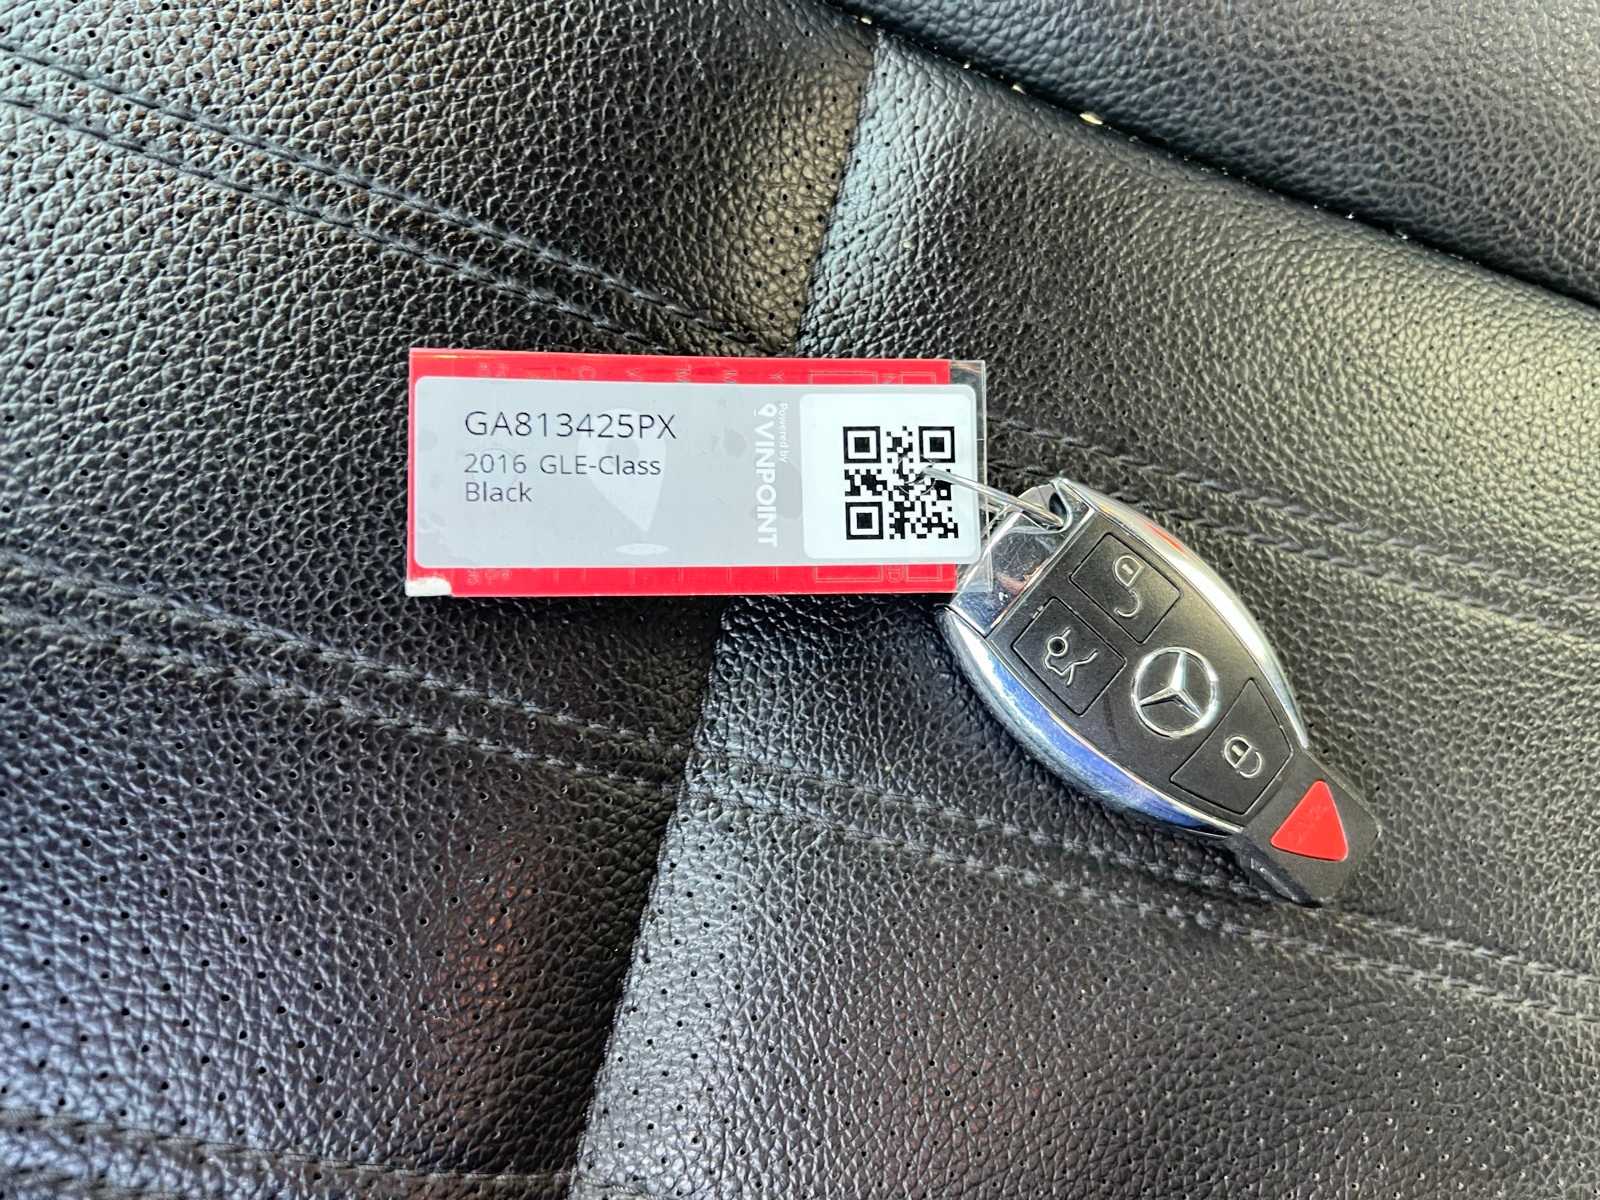 GA813425PX
2016 GLE-Class
Black
Powered by
VINPOINT